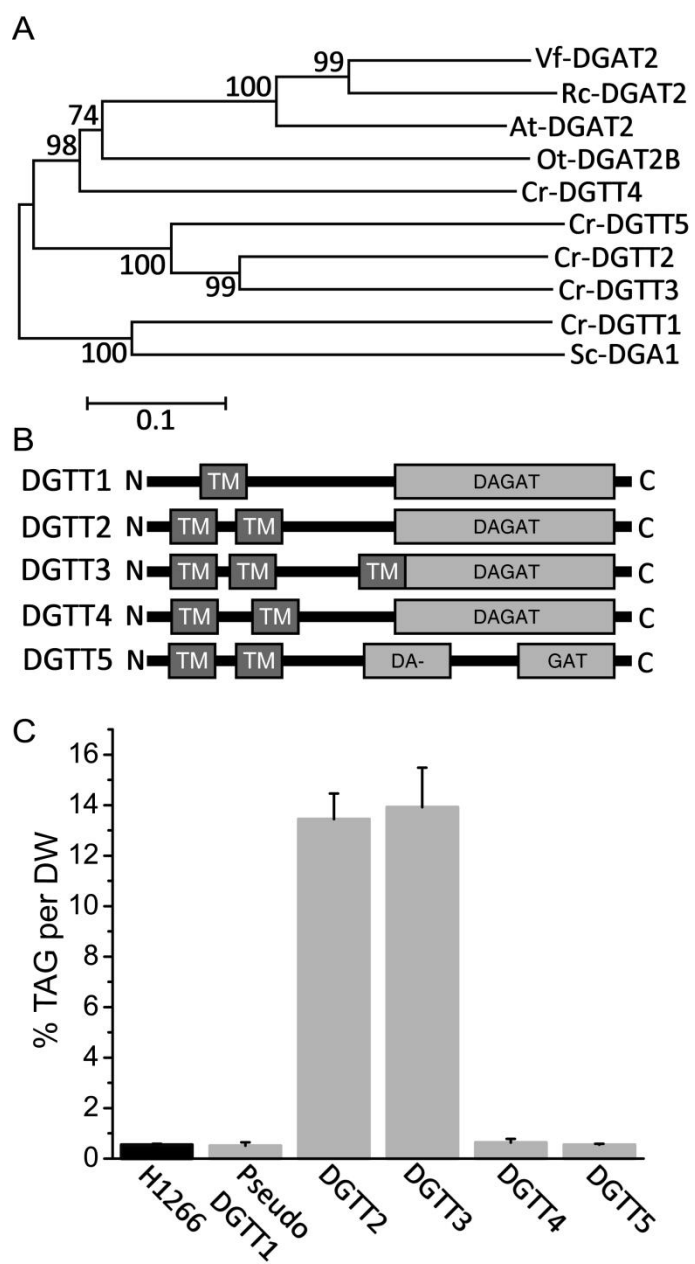 A
99
Vf-DGAT2
100
Rc-DGAT2
74
At-DGAT2
98
Ot-DGAT2B
Cr-DGTT4
Cr-DGTT5
100
Cr-DGTT2
99
Cr-DGTT3
Cr-DGTT1
100
Sc-DGA1
0.1
B
DGTT1 N TM DAGAT C
DGTT2 N TM TM DAGAT C
DGTT3 N TM TM TM DAGAT C
DGTT4 N TM TM DAGAT C
DGTT5 N TM TM DA- GAT C
C
% TAG per DW
16
14
12
10
8
6
4
2
0
H1266
Pseudo
DGTT1
DGTT2
DGTT3
DGTT4
DGTT5